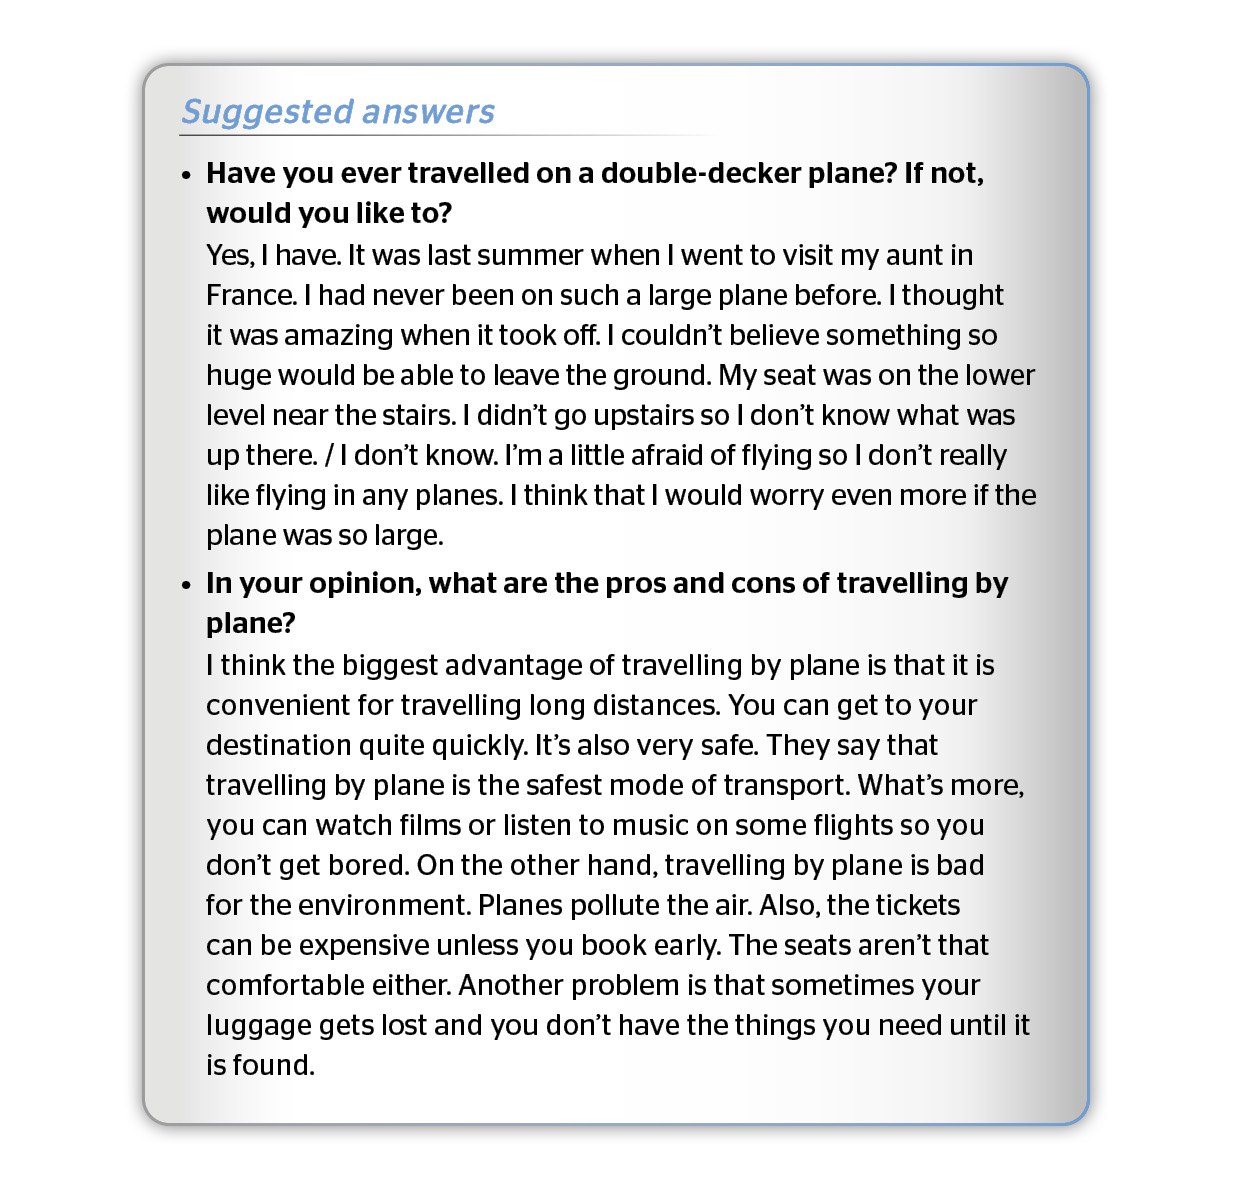 Suggested answers
• Have you ever travelled on a double-decker plane? If not,
would you like to?
Yes, I have. It was last summer when I went to visit my aunt in
France. I had never been on such a large plane before. I thought
it was amazing when it took off. I couldn’t believe something so
huge would be able to leave the ground. My seat was on the lower
level near the stairs. I didn’t go upstairs so I don’t know what was
up there. / I don’t know. I’m a little afraid of flying so I don’t really
like flying in any planes. I think that I would worry even more if the
plane was so large.
• In your opinion, what are the pros and cons of travelling by
plane?
I think the biggest advantage of travelling by plane is that it is
convenient for travelling long distances. You can get to your
destination quite quickly. It’s also very safe. They say that
travelling by plane is the safest mode of transport. What’s more,
you can watch films or listen to music on some flights so you
don’t get bored. On the other hand, travelling by plane is bad
for the environment. Planes pollute the air. Also, the tickets
can be expensive unless you book early. The seats aren’t that
comfortable either. Another problem is that sometimes your
luggage gets lost and you don’t have the things you need until it
is found.